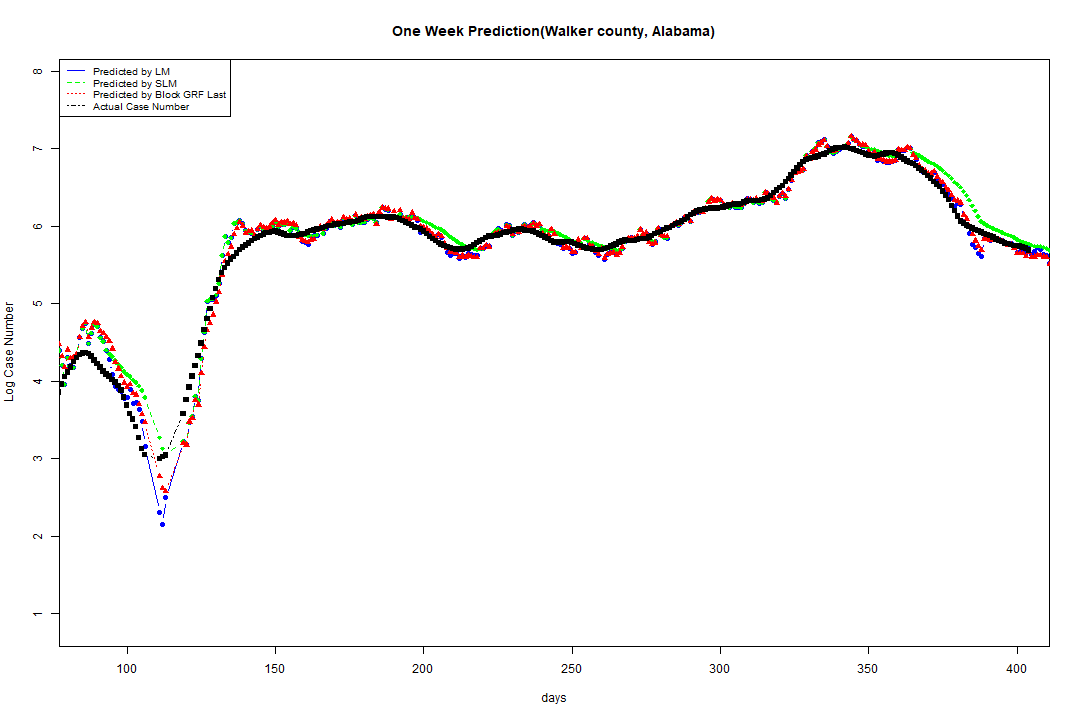 One Week Prediction(Walker county, Alabama)
Predicted by LM
Predicted by SLM
Predicted by Block GRF Last
Actual Case Number
8
7
6
5
4
3
2
1
Log Case Number
100 150 200 250 300 350 400
days